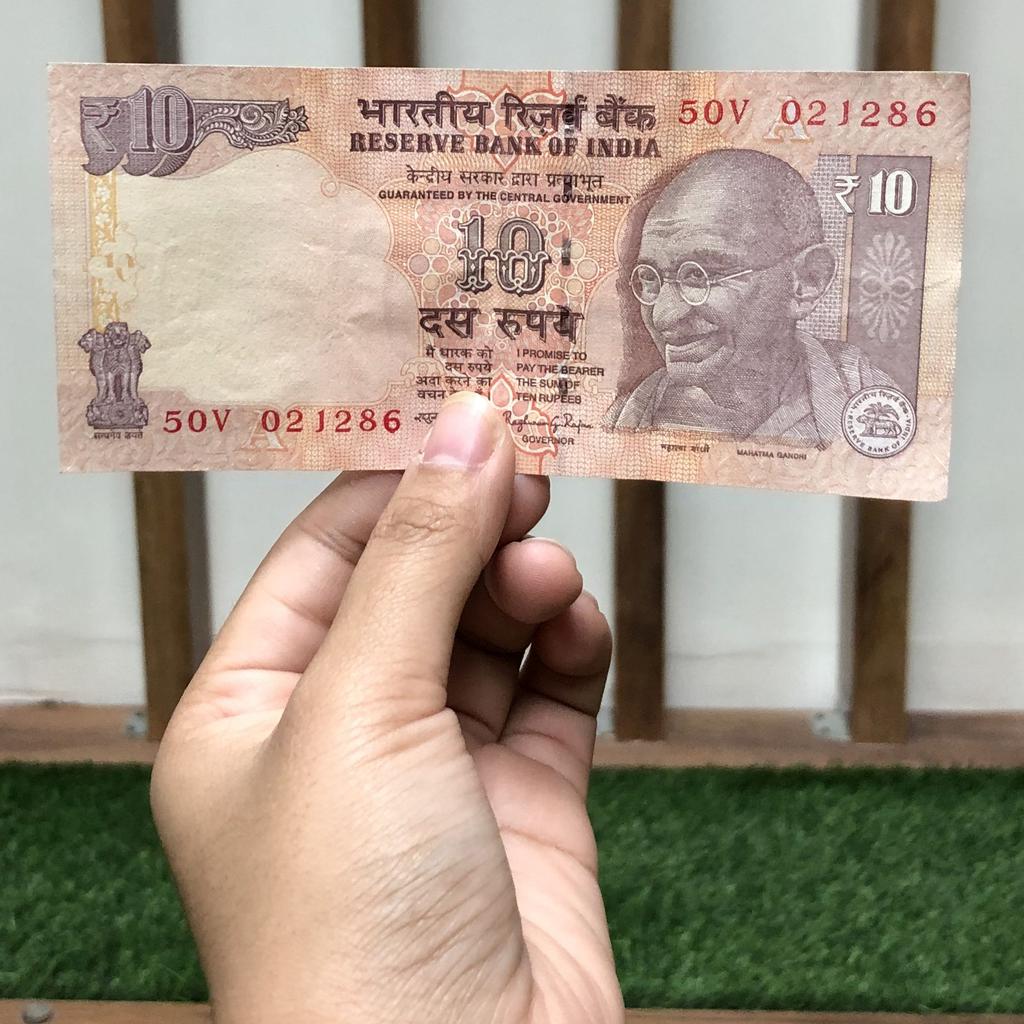 ₹10
भारतीय रिज़र्व बैंक
50V 021286
RESERVE BANK OF INDIA
केन्द्रीय सरकार द्वारा प्रत्याभूत
GUARANTEED BY THE CENTRAL GOVERNMENT
₹10
10
दस रुपये
मैं धारक को
दस रुपये
अदा करने का
वचन
I PROMISE TO
PAY THE BEARER
THE SUM OF
TEN RUPEES
सत्यमेव जयते
50V 021286
Raghuram G. Rajan
GOVERNOR
महात्मा गांधी
MAHATMA GANDHI
भारतीय रिज़र्व बैंक
RESERVE BANK OF INDIA